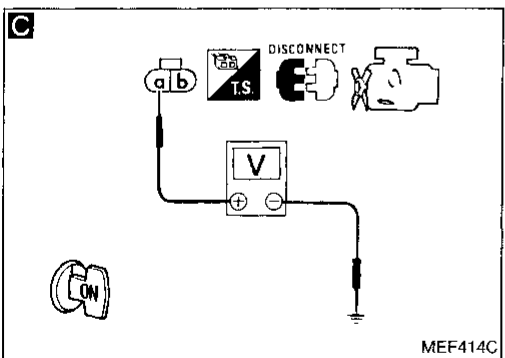 C
DISCONNECT
a b
T.S.
V
+ −
ON
MEF414C